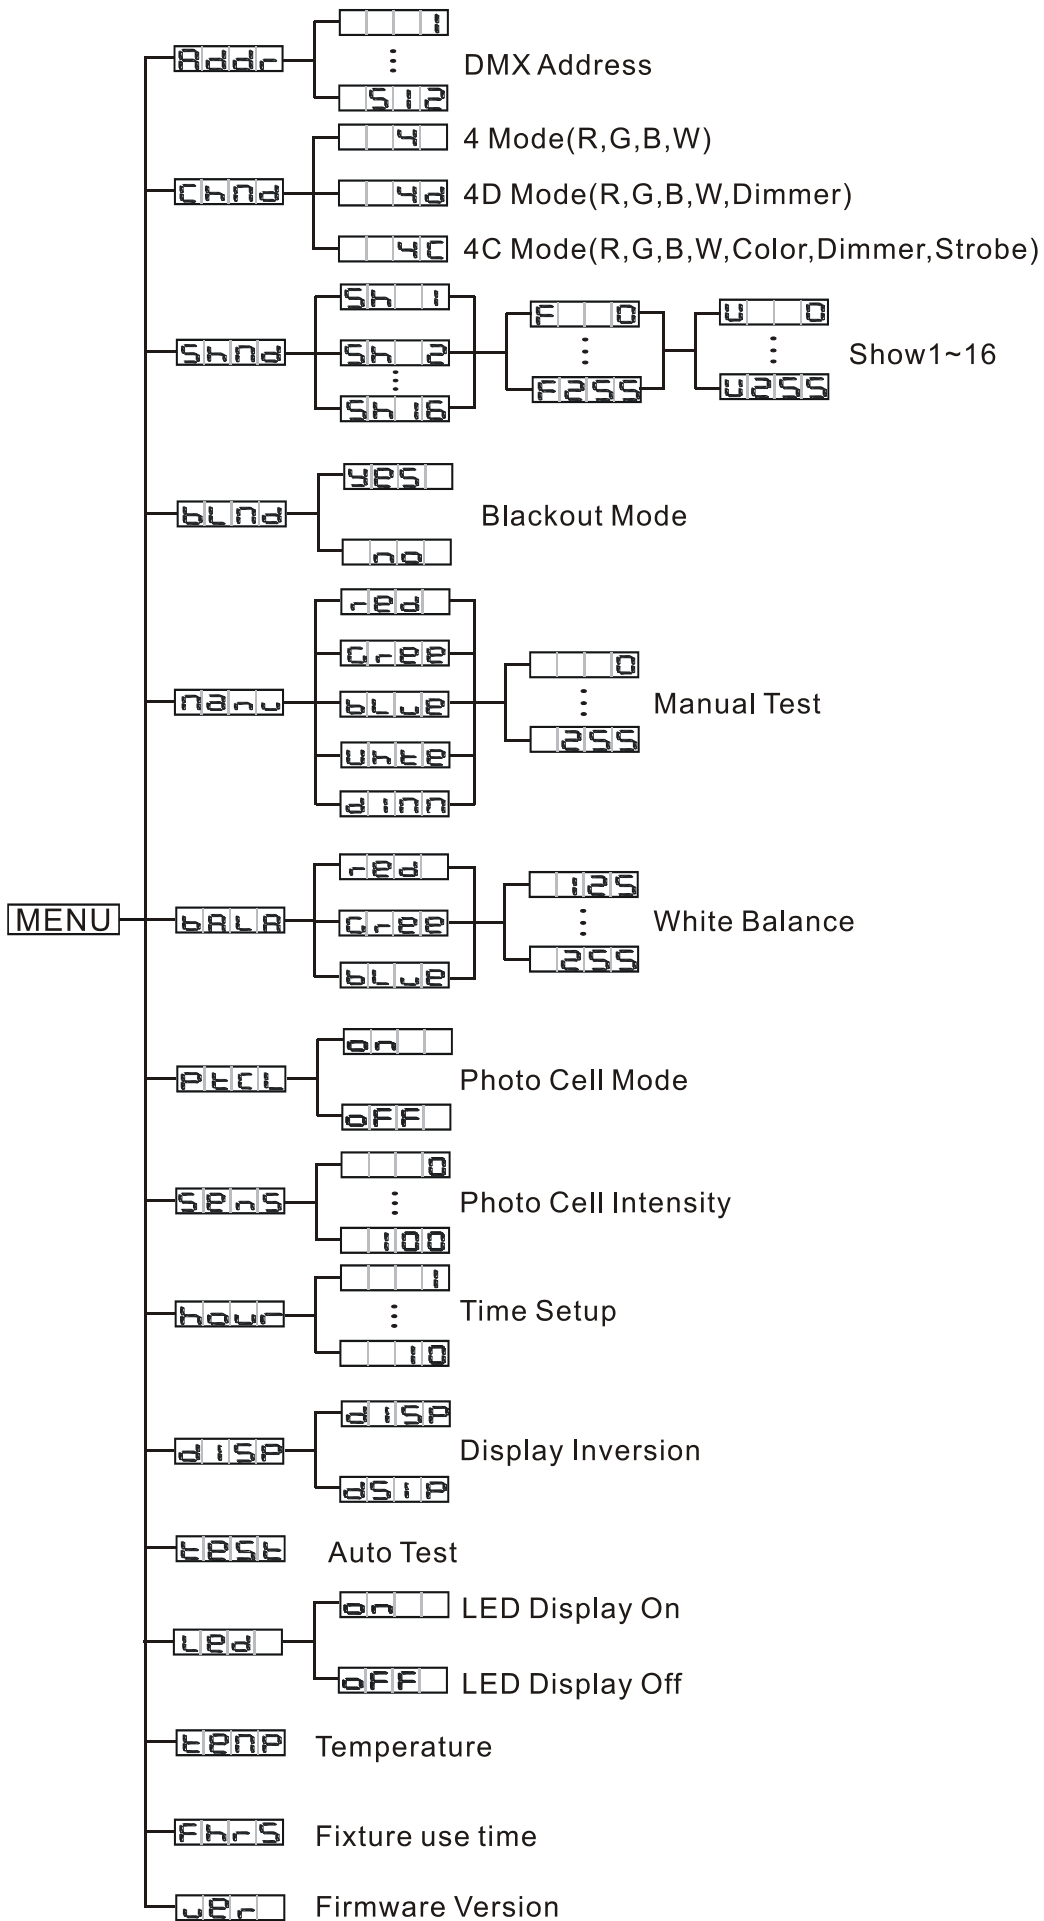 Addr
1
DMX Address
512
4
4 Mode(R,G,B,W)
Chnd
4d
4D Mode(R,G,B,W,Dimmer)
4C
4C Mode(R,G,B,W,Color,Dimmer,Strobe)
Sh 1
F 0
U 0
Shnd
Sh 2
Show1~16
F255
U255
Sh16
yes
blnd
Blackout Mode
no
red
Gree
0
nanu
blue
Manual Test
255
dinn
red
125
MENU
bALA
Gree
White Balance
255
blue
on
PtCL
Photo Cell Mode
oFF
0
SenS
Photo Cell Intensity
100
1
hour
Time Setup
10
diSp
diSp
Display Inversion
dSip
teSt
Auto Test
on
LED Display On
Led
oFF
LED Display Off
tenp
Temperature
FhrS
Fixture use time
uer
Firmware Version